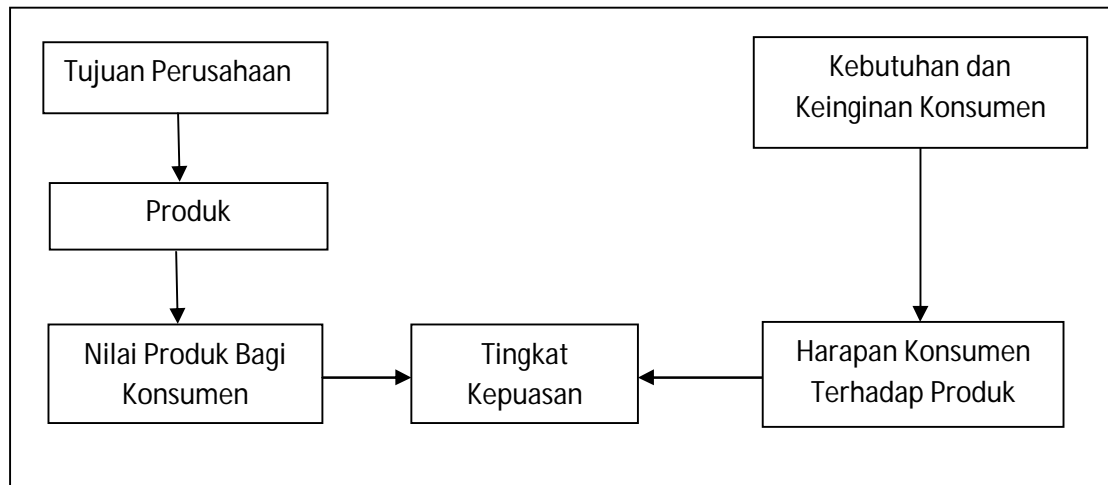 Tujuan Perusahaan
Kebutuhan dan
Keinginan Konsumen
Produk
Nilai Produk Bagi
Konsumen
Tingkat
Kepuasan
Harapan Konsumen
Terhadap Produk